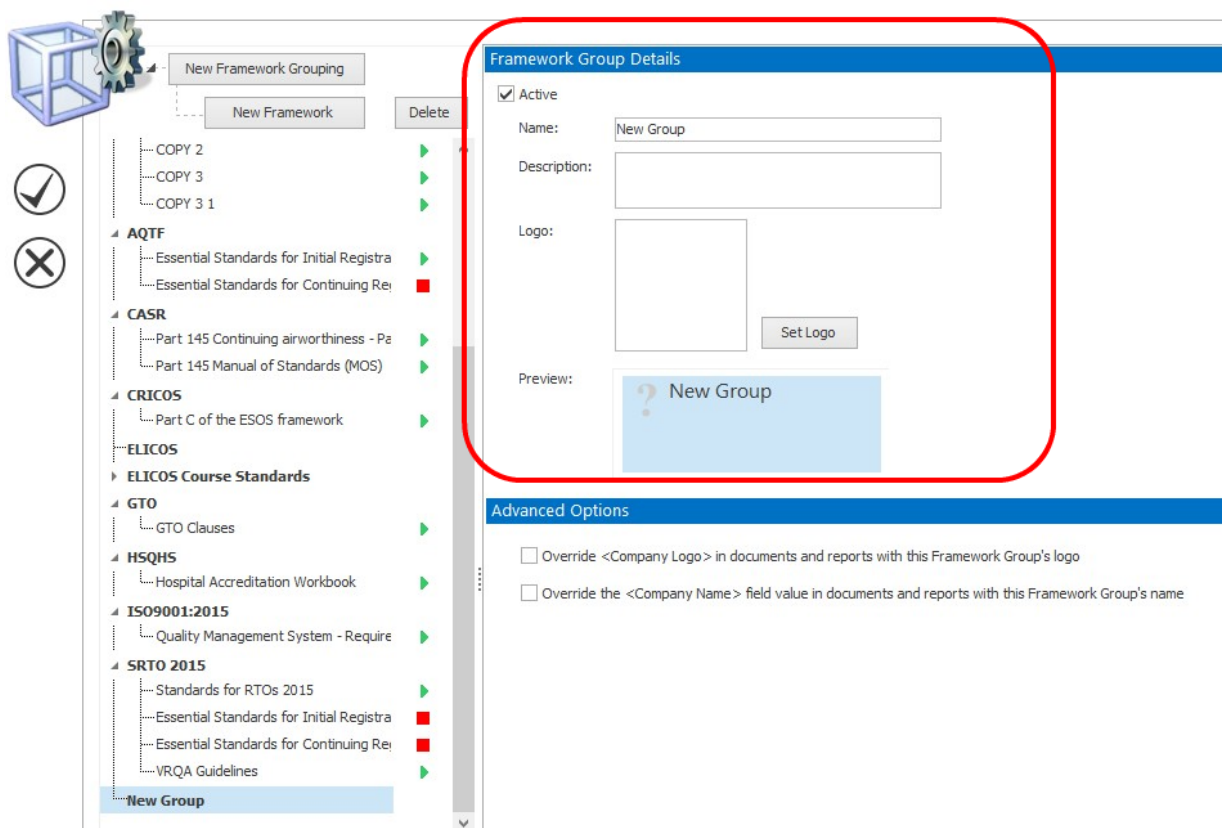 New Framework Grouping
New Framework
Delete
COPY 2
COPY 3
COPY 3 1
AQTF
Essential Standards for Initial Registra
Essential Standards for Continuing Reg
CASR
Part 145 Continuing airworthiness - Pa
Part 145 Manual of Standards (MOS)
CRICOS
Part C of the ESOS framework
ELICOS
ELICOS Course Standards
GTO
GTO Clauses
HSQHS
Hospital Accreditation Workbook
ISO9001:2015
Quality Management System - Require
SRTO 2015
Standards for RTOs 2015
Essential Standards for Initial Registra
Essential Standards for Continuing Reg
VRQA Guidelines
New Group
Framework Group Details
Active
Name: New Group
Description:
Logo:
Set Logo
Preview:
? New Group
Advanced Options
Override <Company Logo> in documents and reports with this Framework Group's logo
Override the <Company Name> field value in documents and reports with this Framework Group's name